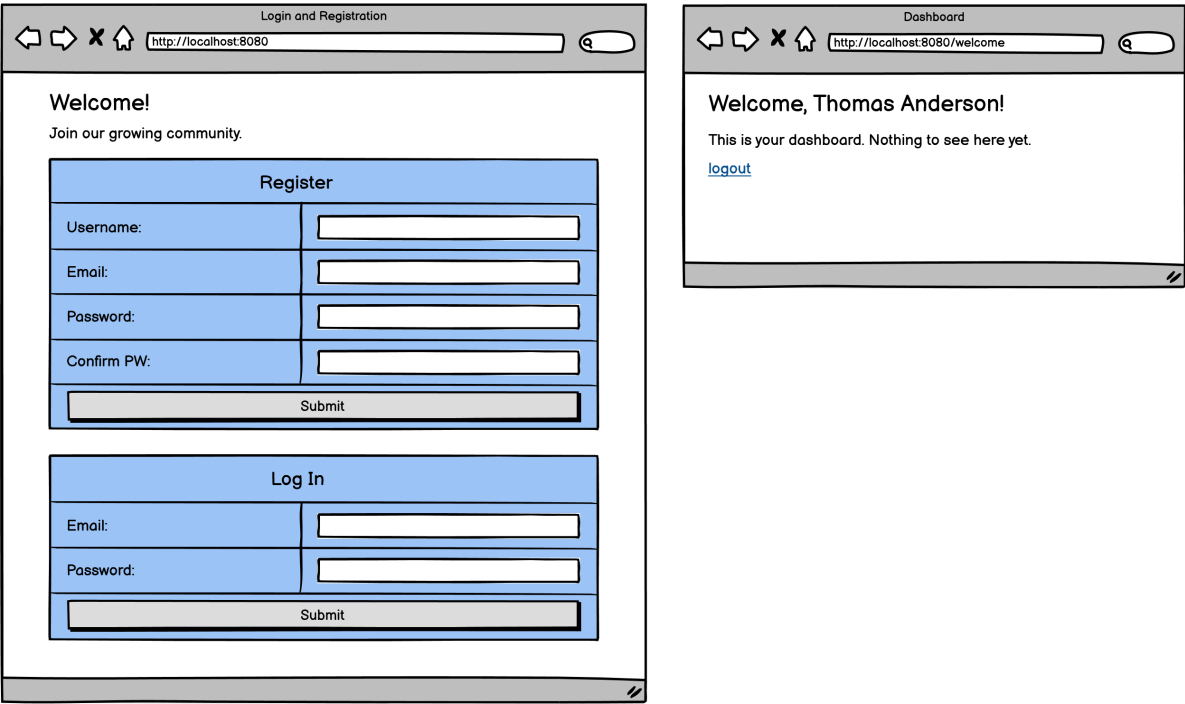 Login and Registration
http://localhost:8080
Welcome!
Join our growing community.
Register
Username:
Email:
Password:
Confirm PW:
Submit
Log In
Email:
Password:
Submit
Dashboard
http://localhost:8080/welcome
Welcome, Thomas Anderson!
This is your dashboard. Nothing to see here yet.
logout